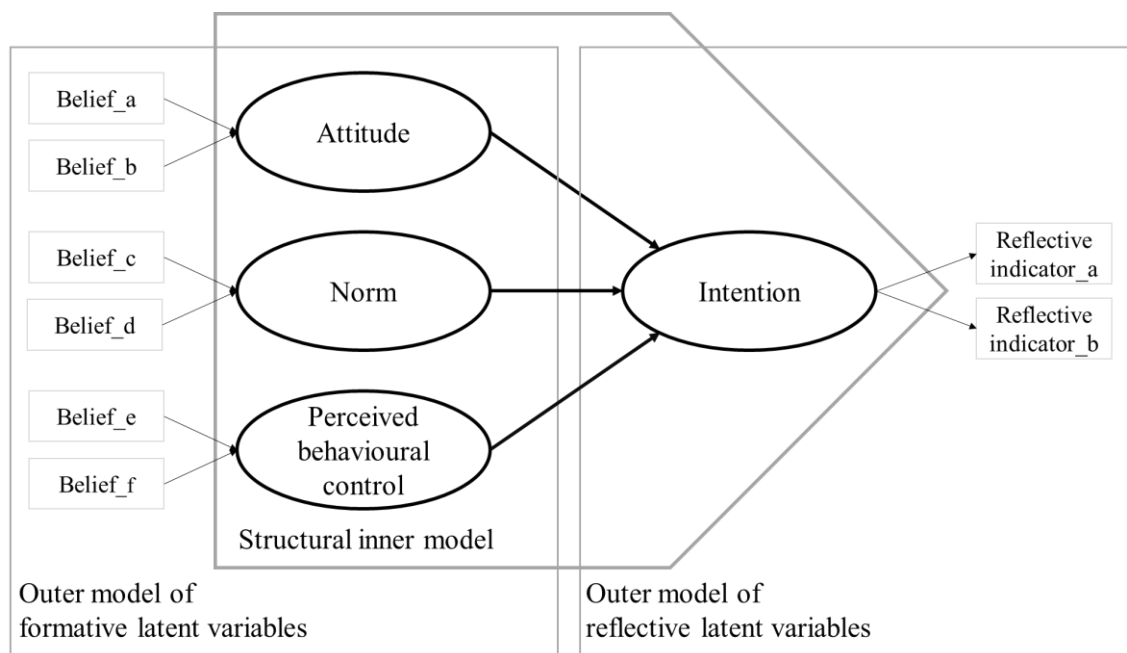 Belief_a
Belief_b
Attitude
Belief_c
Belief_d
Norm
Intention
Reflective
indicator_a
Reflective
indicator_b
Belief_e
Belief_f
Perceived
behavioural
control
Structural inner model
Outer model of
formative latent variables
Outer model of
reflective latent variables